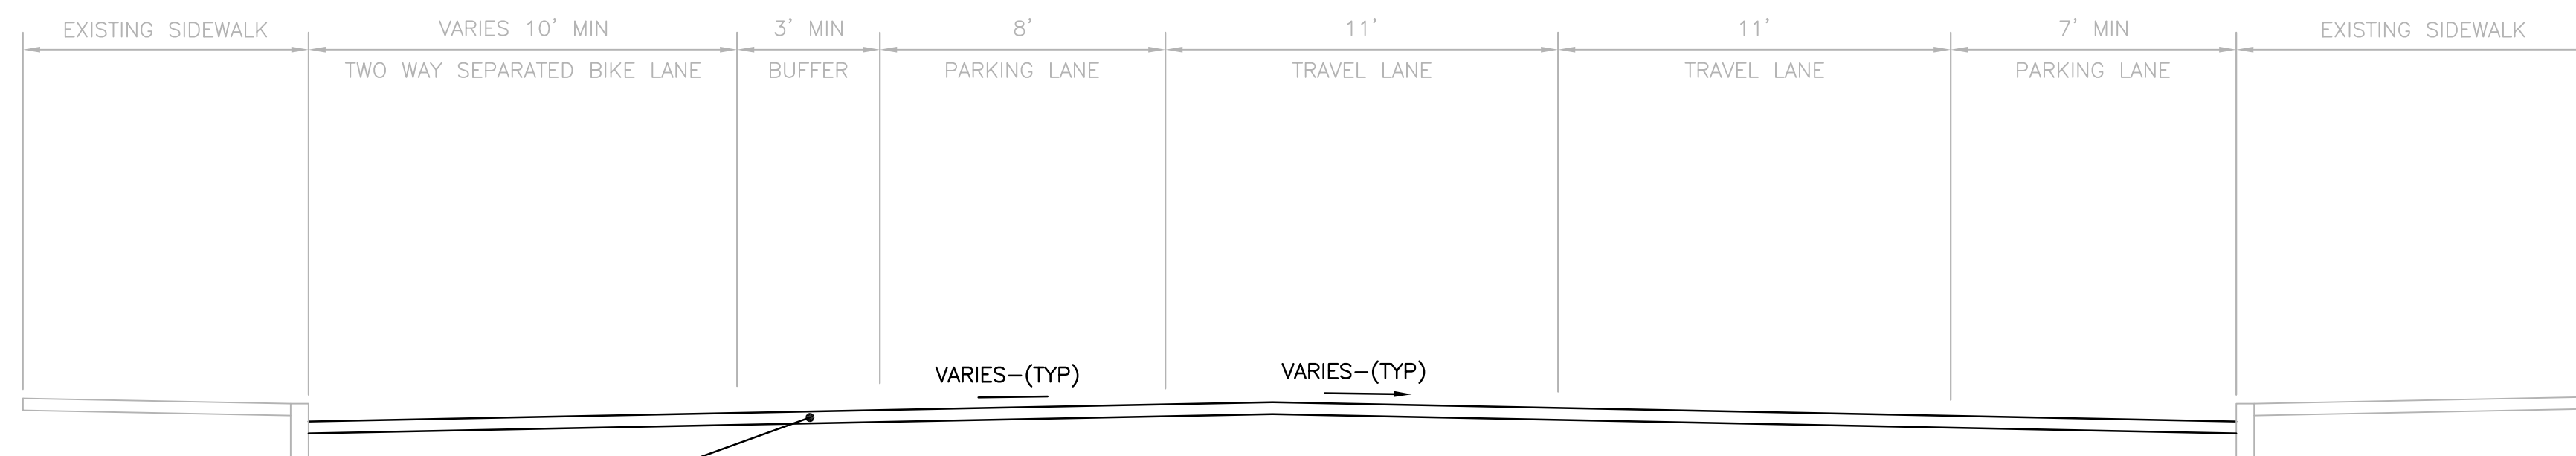 EXISTING SIDEWALK
VARIES 10' MIN
TWO WAY SEPARATED BIKE LANE
3' MIN
BUFFER
8'
PARKING LANE
11'
TRAVEL LANE
11'
TRAVEL LANE
7' MIN
PARKING LANE
EXISTING SIDEWALK
VARIES-(TYP)
VARIES-(TYP)